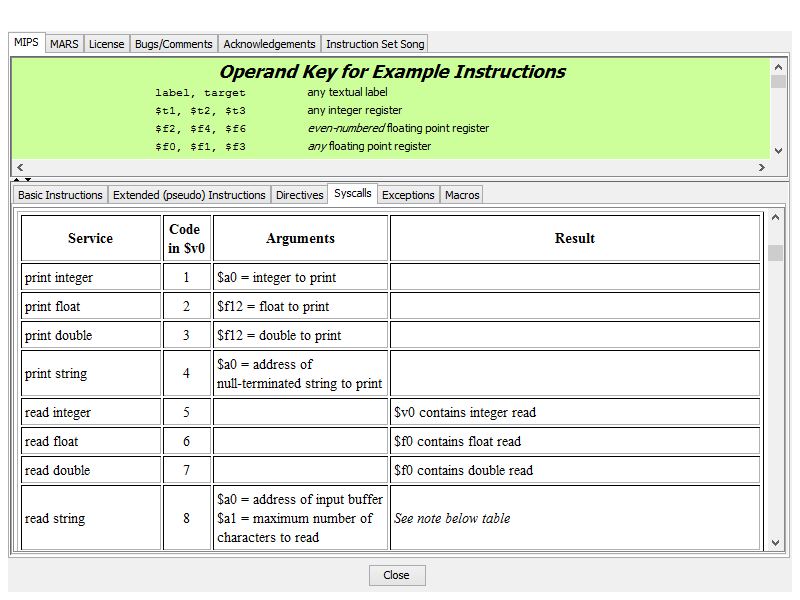 MIPS MARS License Bugs/Comments Acknowledgements Instruction Set Song
Operand Key for Example Instructions
label, target any textual label
$t1, $t2, $t3 any integer register
$f2, $f4, $f6 even-numbered floating point register
$f0, $f1, $f3 any floating point register
Basic Instructions Extended (pseudo) Instructions Directives Syscalls Exceptions Macros
Service Code in $v0 Arguments Result
print integer 1 $a0 = integer to print
print float 2 $f12 = float to print
print double 3 $f12 = double to print
print string 4 $a0 = address of
null-terminated string to print
read integer 5 $v0 contains integer read
read float 6 $f0 contains float read
read double 7 $f0 contains double read
read string 8 $a0 = address of input buffer
$a1 = maximum number of
characters to read
See note below table
Close